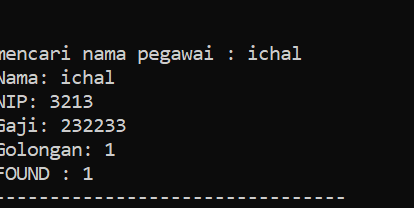 mencari nama pegawai : ichal
Nama: ichal
NIP: 3213
Gaji: 232233
Golongan: 1
FOUND : 1
---------------------------------